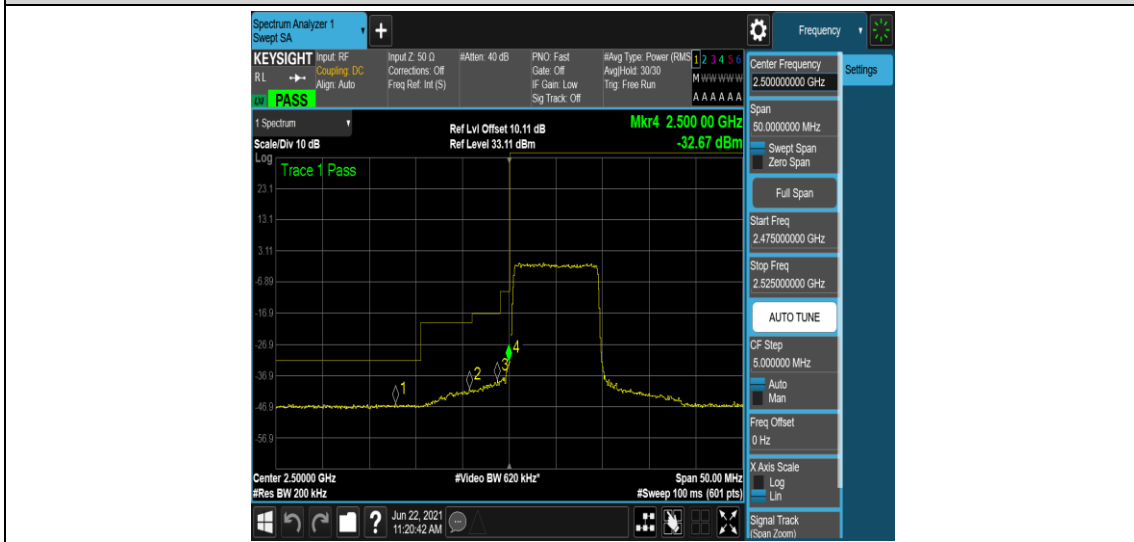 Spectrum Analyzer 1
Swept SA
+
Frequency
KEYSIGHT
Input: RF
Coupling: DC
Align: Auto
Input Z: 50 Ω
Corrections: Off
Freq Ref: Int (S)
#Atten: 40 dB
PNO: Fast
Gate: Off
IF Gain: Low
Sig Track: Off
#Avg Type: Power (RMS
Avg|Hold: 30/30
Trig: Free Run
1 2 3 4 5 6
M W W W W W
A A A A A A
RL
LXI
PASS
Center Frequency
2.500000000 GHz
Settings
1 Spectrum
Ref Lvl Offset 10.11 dB
Mkr4 2.500 00 GHz
Scale/Div 10 dB
Ref Level 33.11 dBm
-32.67 dBm
Span
50.0000000 MHz
Swept Span
Zero Span
Full Span
Start Freq
2.475000000 GHz
Stop Freq
2.525000000 GHz
AUTO TUNE
CF Step
5.000000 MHz
Auto
Man
Freq Offset
0 Hz
X Axis Scale
Log
Lin
Signal Track
(Span Zoom)
Log
Trace 1 Pass
23.1
13.1
3.11
-6.89
-16.9
-26.9
-36.9
-46.9
-56.9
1
2
3
4
Center 2.50000 GHz
#Video BW 620 kHz*
Span 50.00 MHz
#Res BW 200 kHz
#Sweep 100 ms (601 pts)
?
Jun 22, 2021
11:20:42 AM